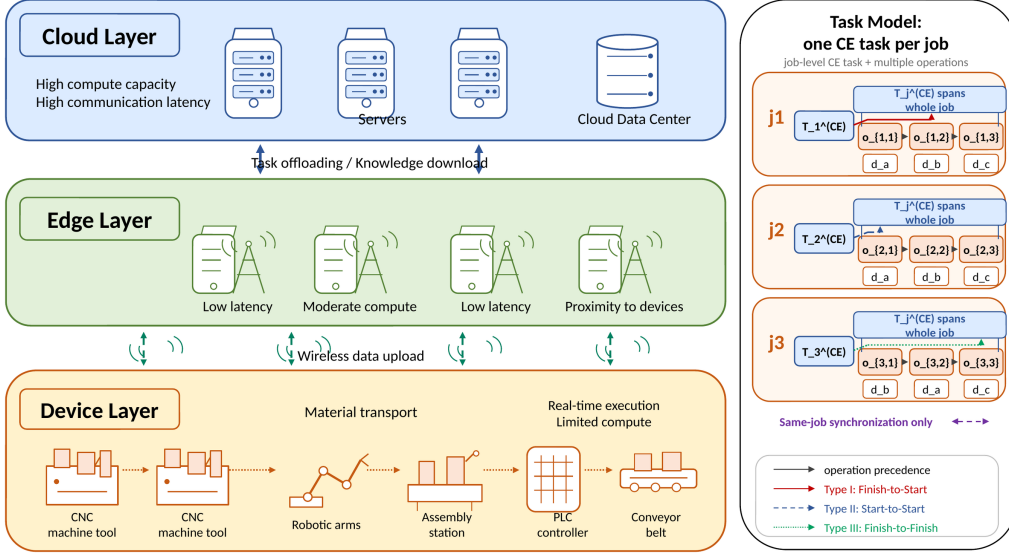 Cloud Layer
High compute capacity
High communication latency
Servers
Cloud Data Center
Task offloading / Knowledge download
Edge Layer
Low latency
Moderate compute
Low latency
Proximity to devices
Wireless data upload
Device Layer
Material transport
Real-time execution
Limited compute
CNC
machine tool
CNC
machine tool
Robotic arms
Assembly
station
PLC
controller
Conveyor
belt
Task Model:
one CE task per job
job-level CE task + multiple operations
j1
T_1^(CE)
T_j^(CE) spans
whole job
o_{1,1}
o_{1,2}
o_{1,3}
d_a
d_b
d_c
j2
T_2^(CE)
T_j^(CE) spans
whole job
o_{2,1}
o_{2,2}
o_{2,3}
d_a
d_b
d_c
j3
T_3^(CE)
T_j^(CE) spans
whole job
o_{3,1}
o_{3,2}
o_{3,3}
d_b
d_a
d_c
Same-job synchronization only
operation precedence
Type I: Finish-to-Start
Type II: Start-to-Start
Type III: Finish-to-Finish